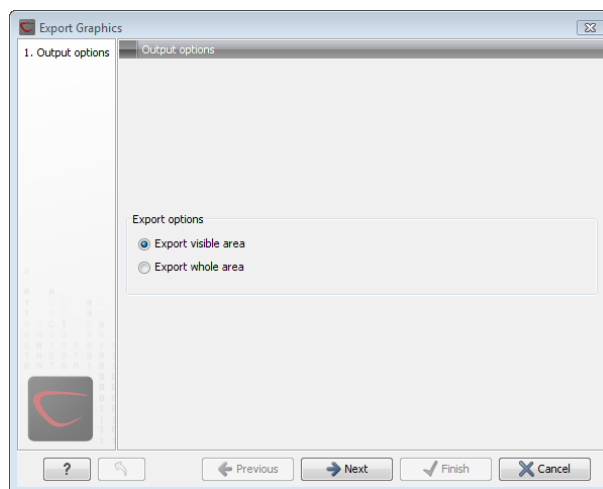 Export Graphics
1. Output options
Output options
Export options
Export visible area
Export whole area
? Previous Next Finish Cancel